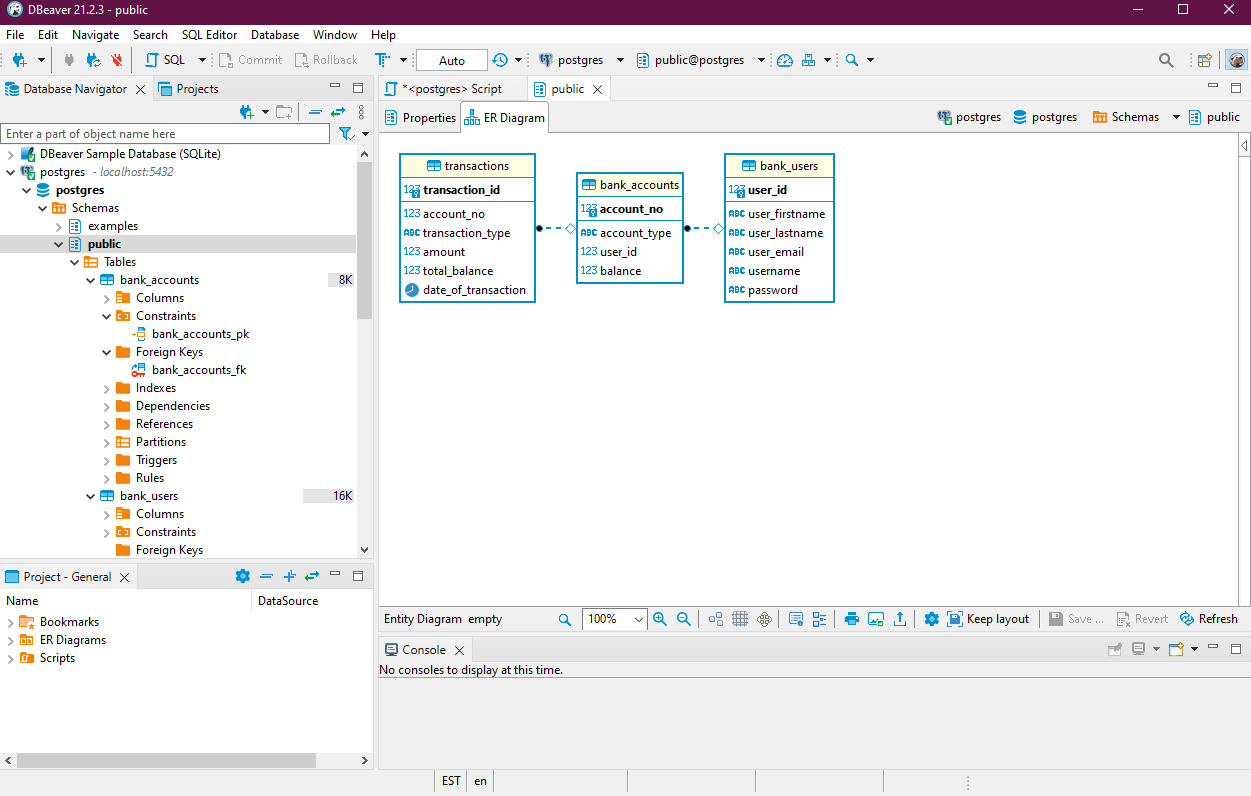 DBeaver 21.2.3 - public
File Edit Navigate Search SQL Editor Database Window Help
SQL Commit Rollback Auto postgres public@postgres
Database Navigator Projects
Enter a part of object name here
DBeaver Sample Database (SQLite)
postgres - localhost:5432
postgres
Schemas
examples
public
Tables
bank_accounts 8K
Columns
Constraints
bank_accounts_pk
Foreign Keys
bank_accounts_fk
Indexes
Dependencies
References
Partitions
Triggers
Rules
bank_users 16K
Columns
Constraints
Foreign Keys
Project - General
Name DataSource
Bookmarks
ER Diagrams
Scripts
*<postgres> Script public
Properties ER Diagram postgres postgres Schemas public
transactions
123 transaction_id
123 account_no
ABC transaction_type
123 amount
123 total_balance
date_of_transaction
bank_accounts
123 account_no
ABC account_type
123 user_id
123 balance
bank_users
123 user_id
ABC user_firstname
ABC user_lastname
ABC user_email
ABC username
ABC password
Entity Diagram empty 100% Keep layout Save ... Revert Refresh
Console
No consoles to display at this time.
EST en